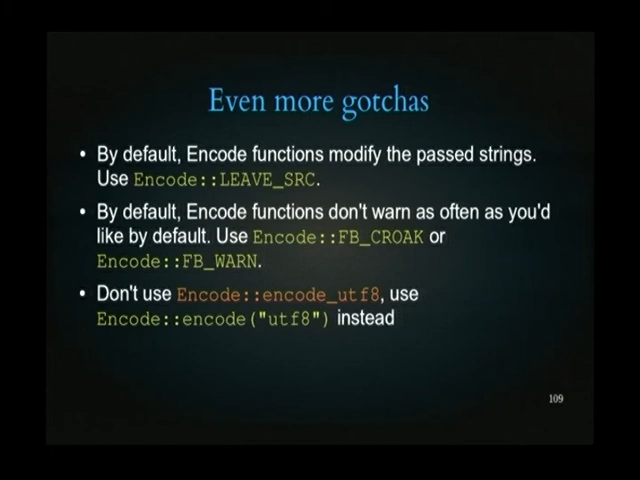 Even more gotchas
• By default, Encode functions modify the passed strings.
Use Encode::LEAVE_SRC.
• By default, Encode functions don't warn as often as you'd
like by default. Use Encode::FB_CROAK or
Encode::FB_WARN.
• Don't use Encode::encode_utf8, use
Encode::encode("utf8") instead
109